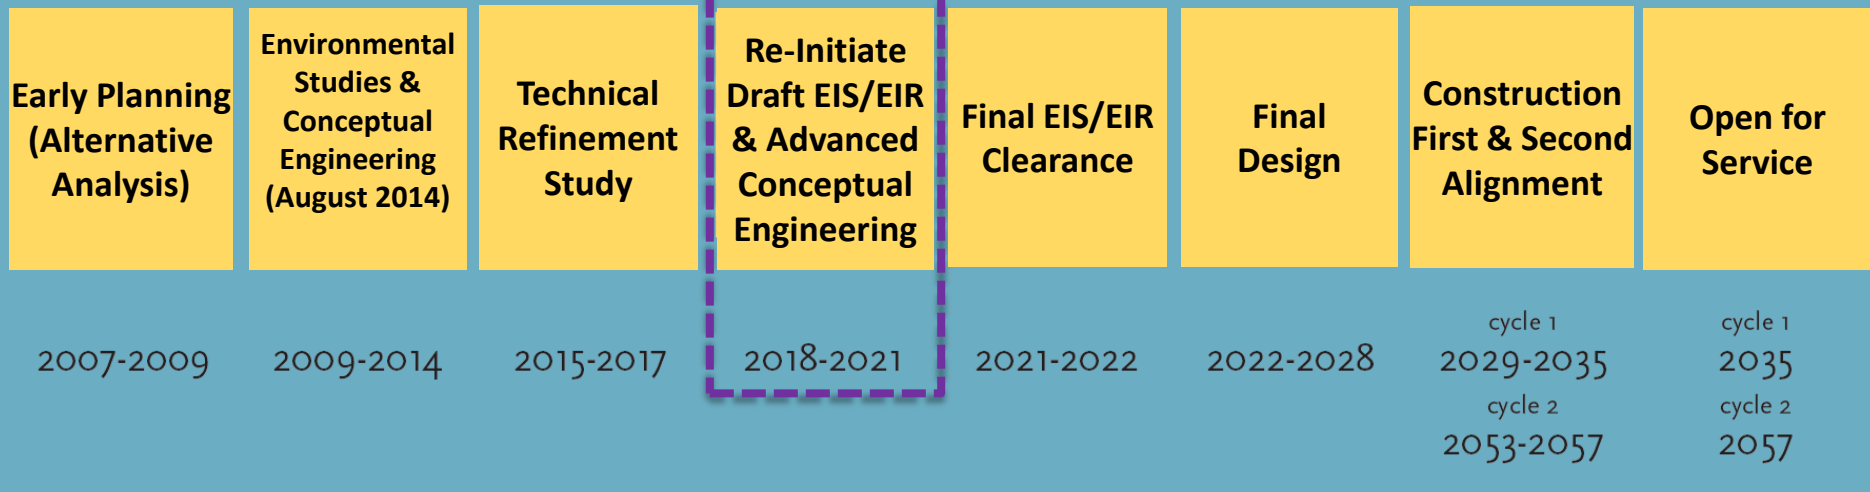 Early Planning
(Alternative
Analysis)
Environmental
Studies &
Conceptual
Engineering
(August 2014)
Technical
Refinement
Study
Re-Initiate
Draft EIS/EIR
& Advanced
Conceptual
Engineering
Final EIS/EIR
Clearance
Final
Design
Construction
First & Second
Alignment
Open for
Service
2007-2009
2009-2014
2015-2017
2018-2021
2021-2022
2022-2028
cycle 1
2029-2035
cycle 2
2053-2057
cycle 1
2035
cycle 2
2057